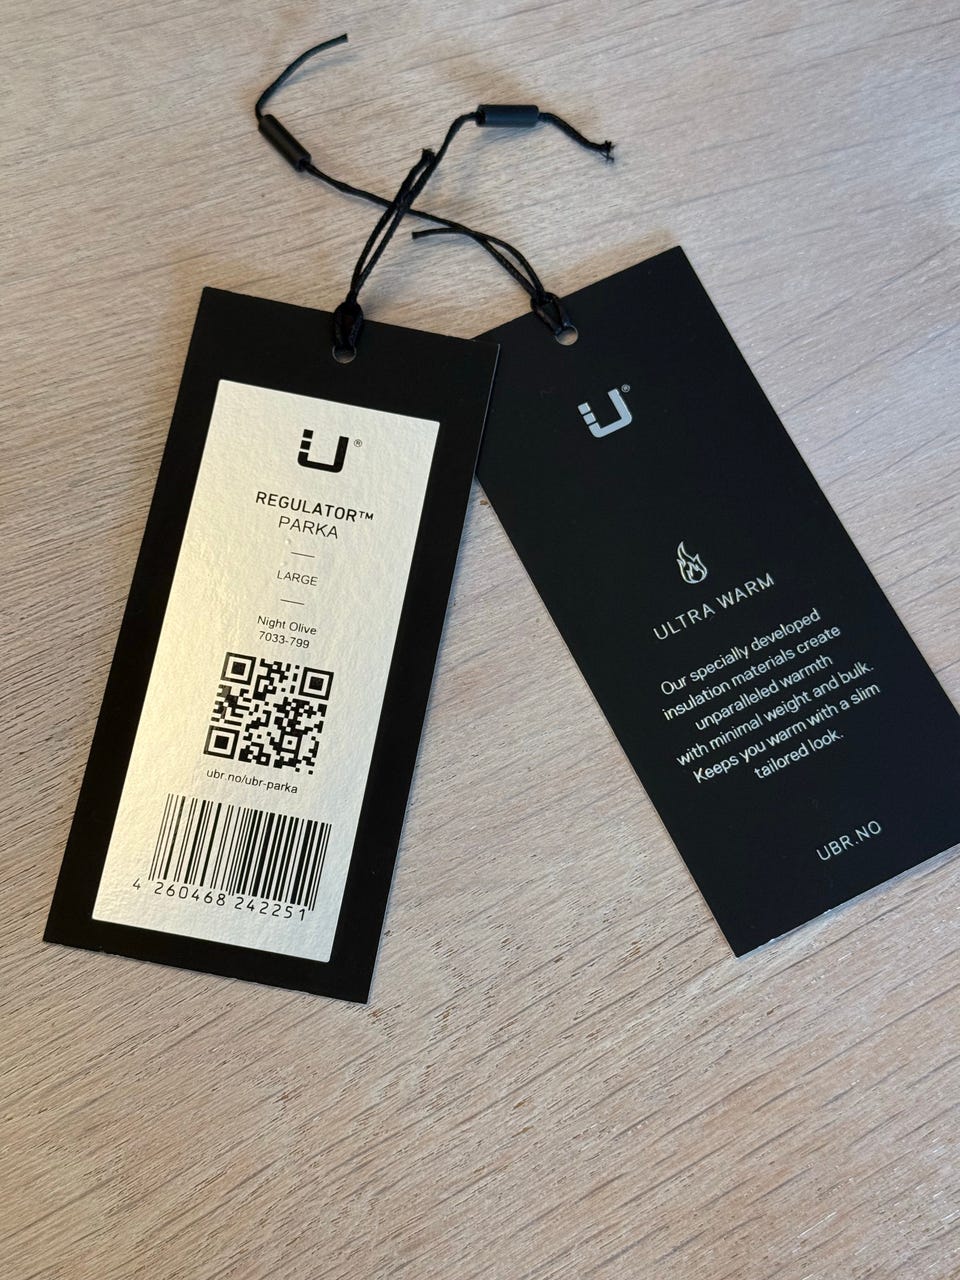 U®
REGULATOR™
PARKA
LARGE
Night Olive
7033-799
ubr.no/ubr-parka
4 260468 242251
U®
ULTRA WARM
Our specially developed
insulation materials create
unparalleled warmth
with minimal weight and bulk.
Keeps you warm with a slim
tailored look.
UBR.NO